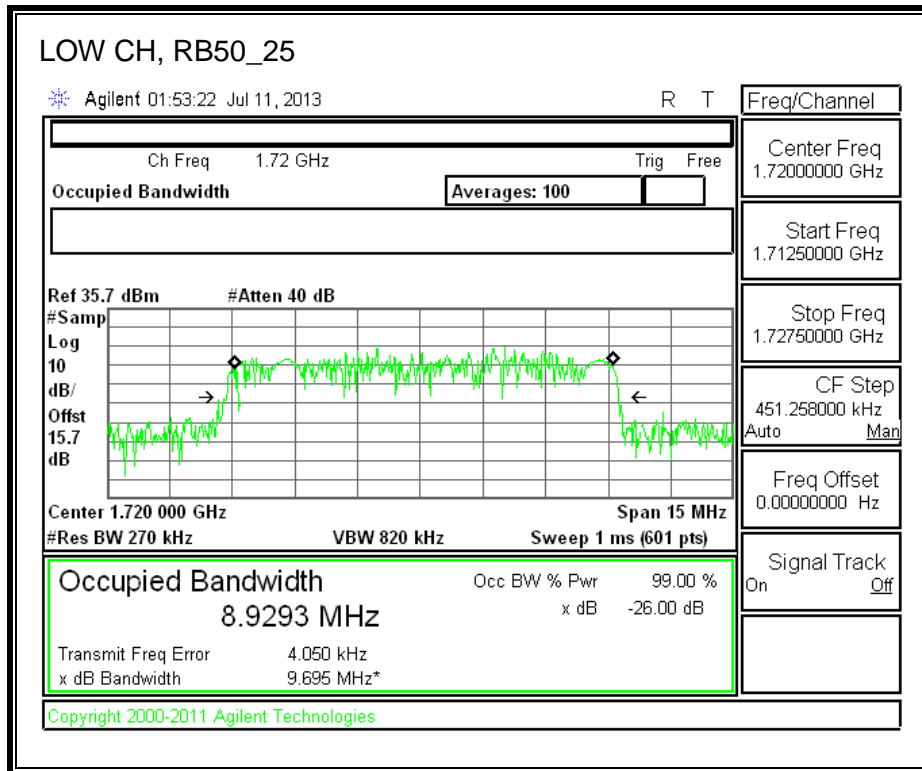 LOW CH, RB50_25
Agilent 01:53:22 Jul 11, 2013 R T
Ch Freq 1.72 GHz Trig Free
Occupied Bandwidth Averages: 100
Ref 35.7 dBm #Atten 40 dB
#Samp
Log
10
dB/
Offst
15.7
dB
Center 1.720 000 GHz Span 15 MHz
#Res BW 270 kHz VBW 820 kHz Sweep 1 ms (601 pts)
Occupied Bandwidth Occ BW % Pwr 99.00 %
8.9293 MHz x dB -26.00 dB
Transmit Freq Error 4.050 kHz
x dB Bandwidth 9.695 MHz*
Copyright 2000-2011 Agilent Technologies
Freq/Channel
Center Freq
1.72000000 GHz
Start Freq
1.71250000 GHz
Stop Freq
1.72750000 GHz
CF Step
451.258000 kHz
Auto Man
Freq Offset
0.00000000 Hz
Signal Track
On Off